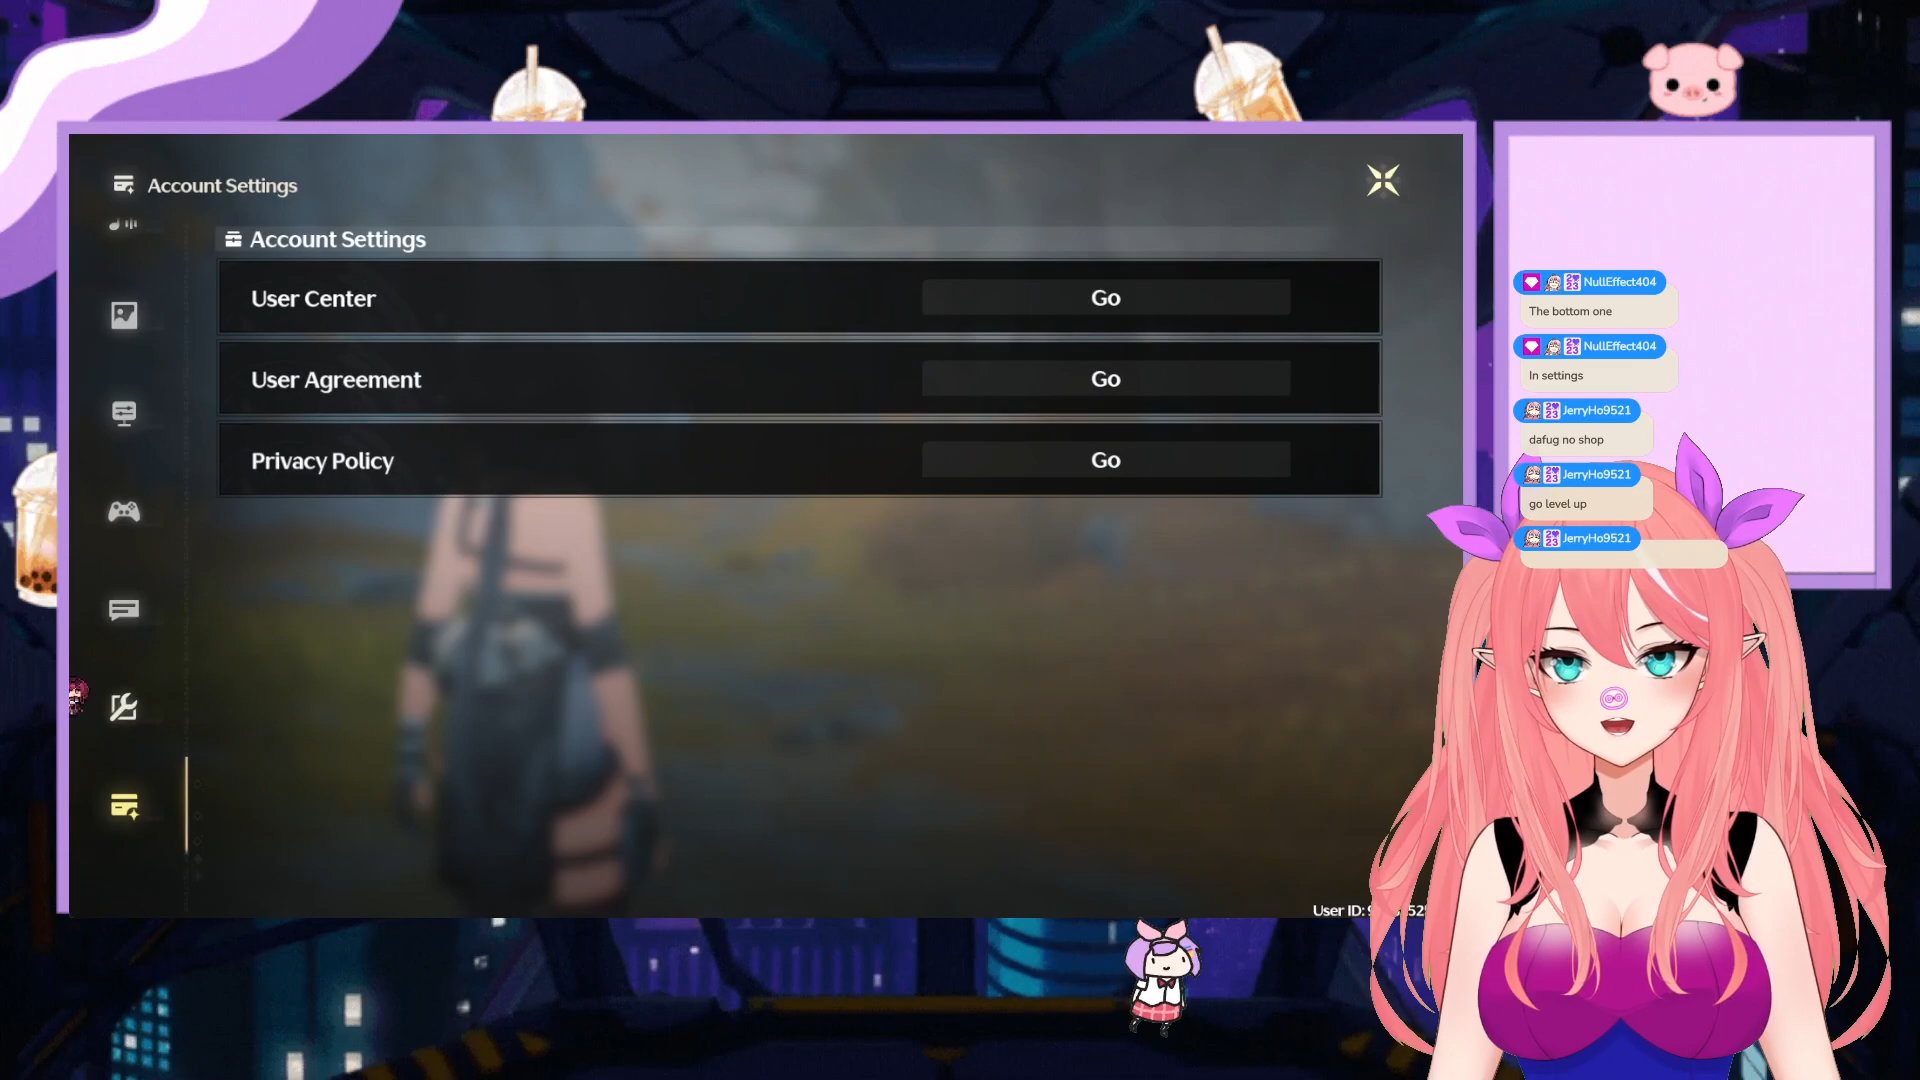 Account Settings
Account Settings
User Center
Go
User Agreement
Go
Privacy Policy
Go
User ID:
NullEffect404
The bottom one
NullEffect404
In settings
JerryHo9521
dafug no shop
JerryHo9521
go level up
JerryHo9521